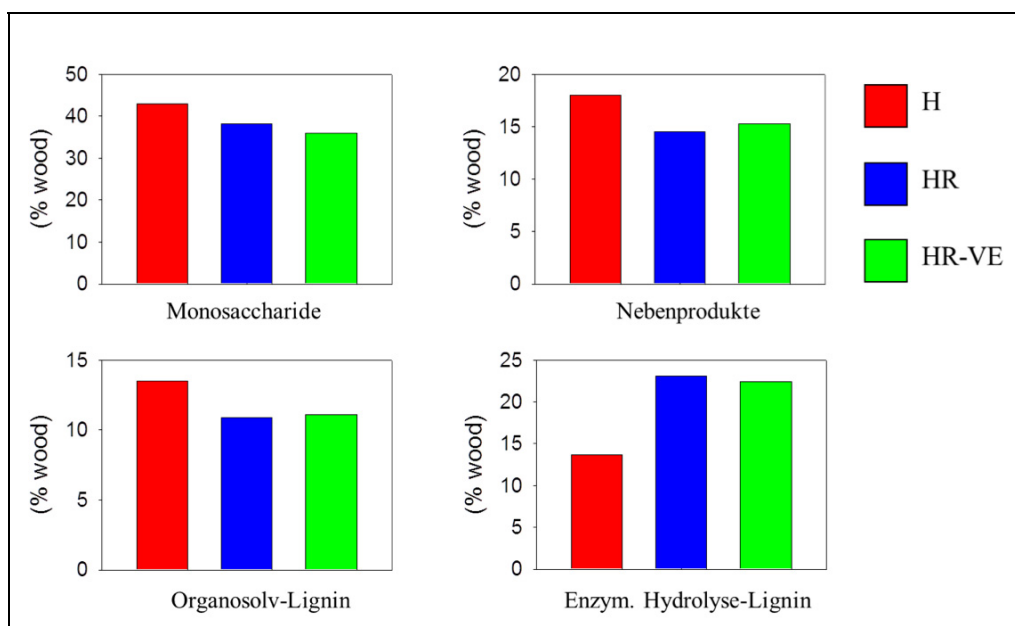 50
40
30
20
10
0
(% wood)
Monosaccharide
20
15
10
5
0
(% wood)
Nebenprodukte
H
HR
HR-VE
15
10
5
0
(% wood)
Organosolv-Lignin
25
20
15
10
5
0
(% wood)
Enzym. Hydrolyse-Lignin